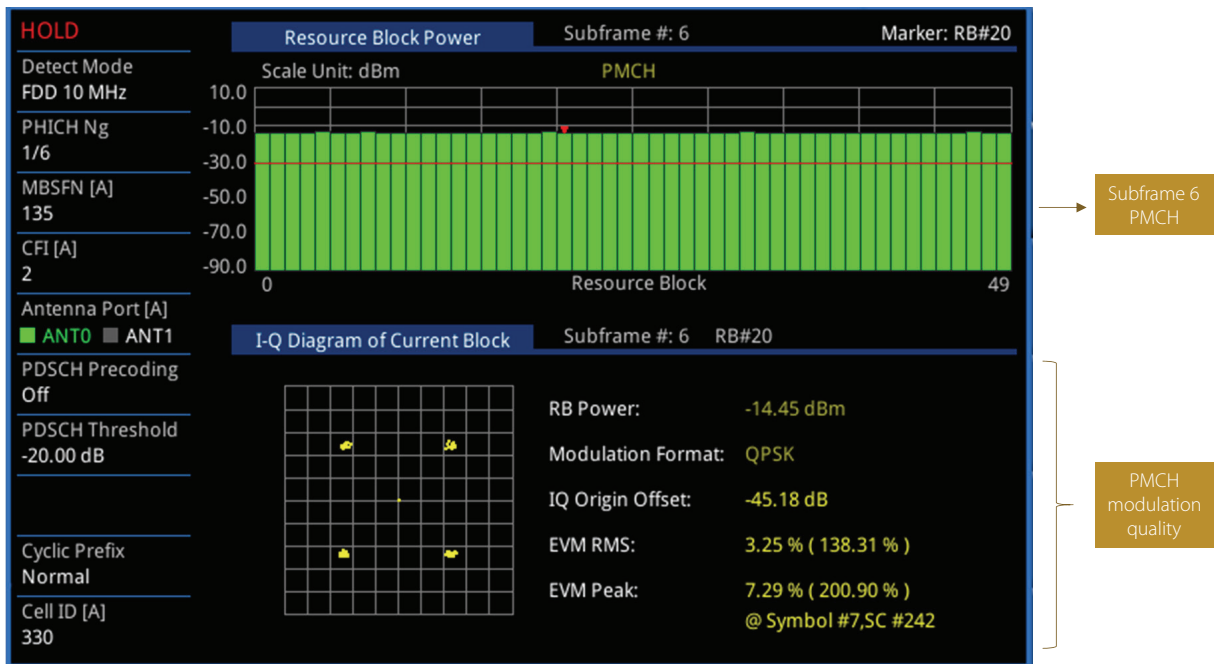 HOLD
Detect Mode
FDD 10 MHz
PHICH Ng
1/6
MBSFN [A]
135
CFI [A]
2
Antenna Port [A]
ANT0 ANT1
PDSCH Precoding
Off
PDSCH Threshold
-20.00 dB
Cyclic Prefix
Normal
Cell ID [A]
330
Resource Block Power Subframe #: 6 Marker: RB#20
Scale Unit: dBm PMCH
10.0
-10.0
-30.0
-50.0
-70.0
-90.0
0 Resource Block 49
I-Q Diagram of Current Block Subframe #: 6 RB#20
RB Power: -14.45 dBm
Modulation Format: QPSK
IQ Origin Offset: -45.18 dB
EVM RMS: 3.25 % ( 138.31 % )
EVM Peak: 7.29 % ( 200.90 % )
@ Symbol #7,SC #242
Subframe 6
PMCH
PMCH
modulation
quality